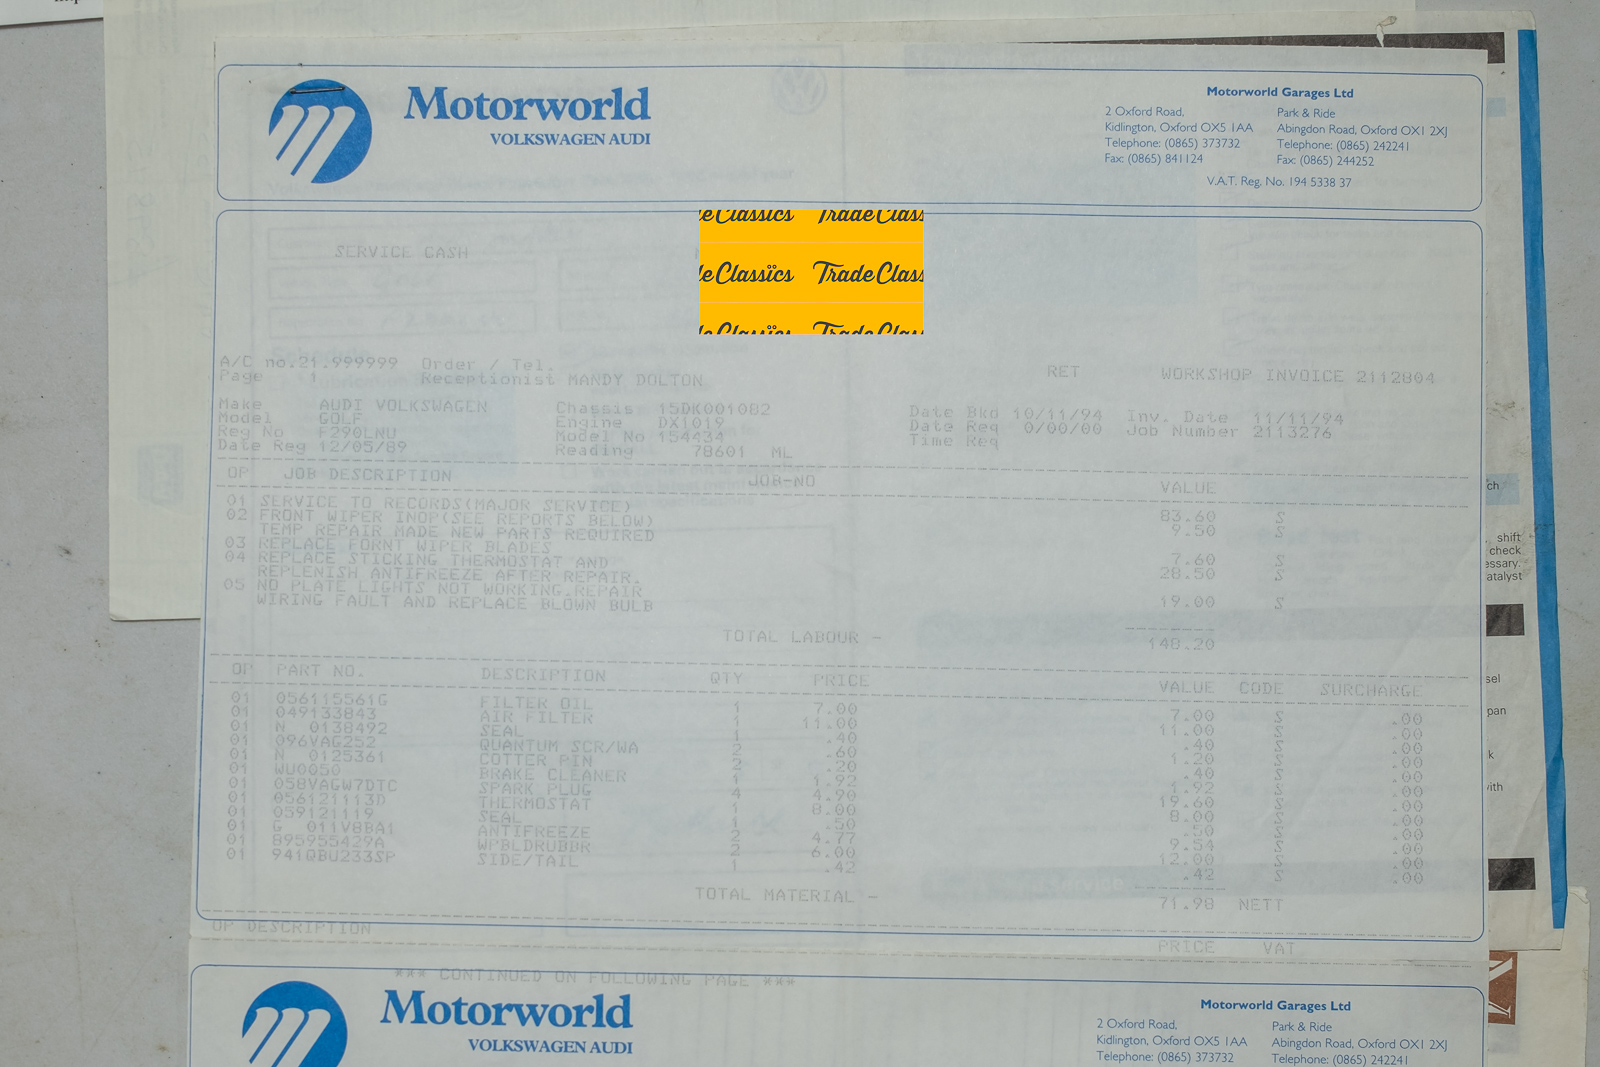 Motorworld
VOLKSWAGEN AUDI
Motorworld Garages Ltd
2 Oxford Road,
Kidlington, Oxford OX5 1AA
Telephone: (0865) 373732
Fax: (0865) 841124
Park & Ride
Abingdon Road, Oxford OX1 2XJ
Telephone: (0865) 242241
Fax: (0865) 244252
V.A.T. Reg. No. 194 5338 37
SERVICE CASH
eClassics TradeClass
eClassics TradeClass
eClassics TradeClass
A/C no.21.999999 Order / Tel.
Page 1 Receptionist MANDY DOLTON
RET WORKSHOP INVOICE 2112804
Make AUDI VOLKSWAGEN Chassis 15DK001082 Date Bkd 10/11/94 Inv. Date 11/11/94
Model GOLF Engine DX1019 Date Req 0/00/00 Job Number 2113276
Reg No F290LNU Model No 154434 Time Req
Date Reg 12/05/89 Reading 78601 ML
OP JOB DESCRIPTION JOB-NO VALUE
01 SERVICE TO RECORDS(MAJOR SERVICE) 83.60 S
02 FRONT WIPER INOP(SEE REPORTS BELOW) 9.50 S
TEMP REPAIR MADE NEW PARTS REQUIRED
03 REPLACE FORNT WIPER BLADES 7.60 S
04 REPLACE STICKING THERMOSTAT AND 28.50 S
REPLENISH ANTIFREEZE AFTER REPAIR.
05 NO PLATE LIGHTS NOT WORKING.REPAIR 19.00 S
WIRING FAULT AND REPLACE BLOWN BULB
TOTAL LABOUR - 148.20
OP PART NO. DESCRIPTION QTY PRICE VALUE CODE SURCHARGE
01 056115561G FILTER OIL 1 7.00 7.00 S .00
01 049133843 AIR FILTER 1 11.00 11.00 S .00
01 N 0138492 SEAL 1 .40 .40 S .00
01 096VAG252 QUANTUM SCR/WA 2 .60 1.20 S .00
01 N 0125361 COTTER PIN 2 .20 .40 S .00
01 WU0050 BRAKE CLEANER 1 1.92 1.92 S .00
01 058VAGW7DTC SPARK PLUG 4 4.90 19.60 S .00
01 056121113D THERMOSTAT 1 8.00 8.00 S .00
01 059121119 SEAL 1 .50 .50 S .00
01 G 011V8BA1 ANTIFREEZE 2 4.77 9.54 S .00
01 895955429A WPBLDRUBBR 2 6.00 12.00 S .00
01 941QBU233SP SIDE/TAIL 1 .42 .42 S .00
TOTAL MATERIAL - 71.98 NETT
OP DESCRIPTION PRICE VAT
*** CONTINUED ON FOLLOWING PAGE ***
Motorworld
VOLKSWAGEN AUDI
Motorworld Garages Ltd
2 Oxford Road,
Kidlington, Oxford OX5 1AA
Telephone: (0865) 373732
Park & Ride
Abingdon Road, Oxford OX1 2XJ
Telephone: (0865) 242241
ch
shift
check
essary.
atalyst
sel
pan
k
with